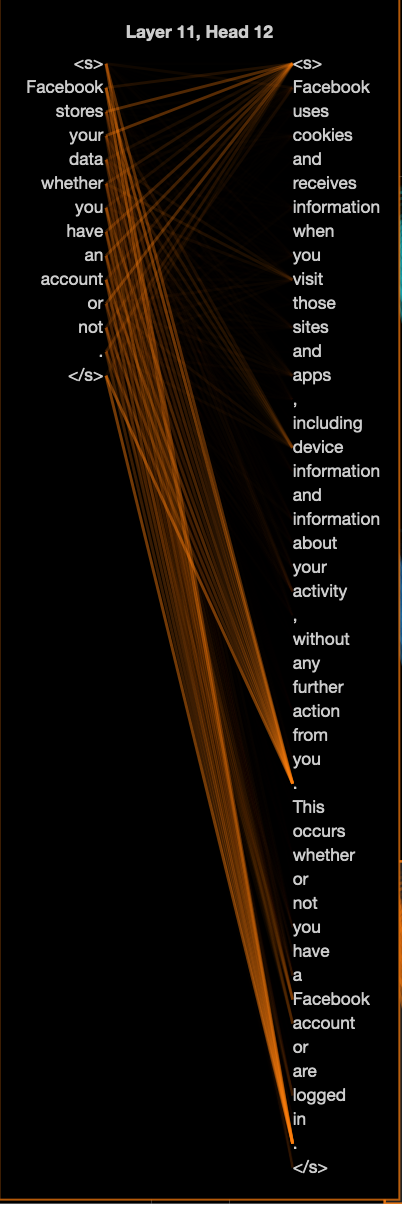 Layer 11, Head 12
<s>
Facebook
stores
your
data
whether
you
have
an
account
or
not
.
</s>
<s>
Facebook
uses
cookies
and
receives
information
when
you
visit
those
sites
and
apps
,
including
device
information
and
information
about
your
activity
,
without
any
further
action
from
you
.
This
occurs
whether
or
not
you
have
a
Facebook
account
or
are
logged
in
.
</s>